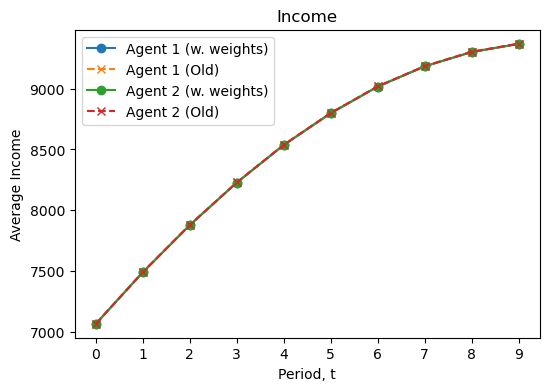 Income
Agent 1 (w. weights)
Agent 1 (Old)
Agent 2 (w. weights)
Agent 2 (Old)
Average Income
9000
8500
8000
7500
7000
0 1 2 3 4 5 6 7 8 9
Period, t